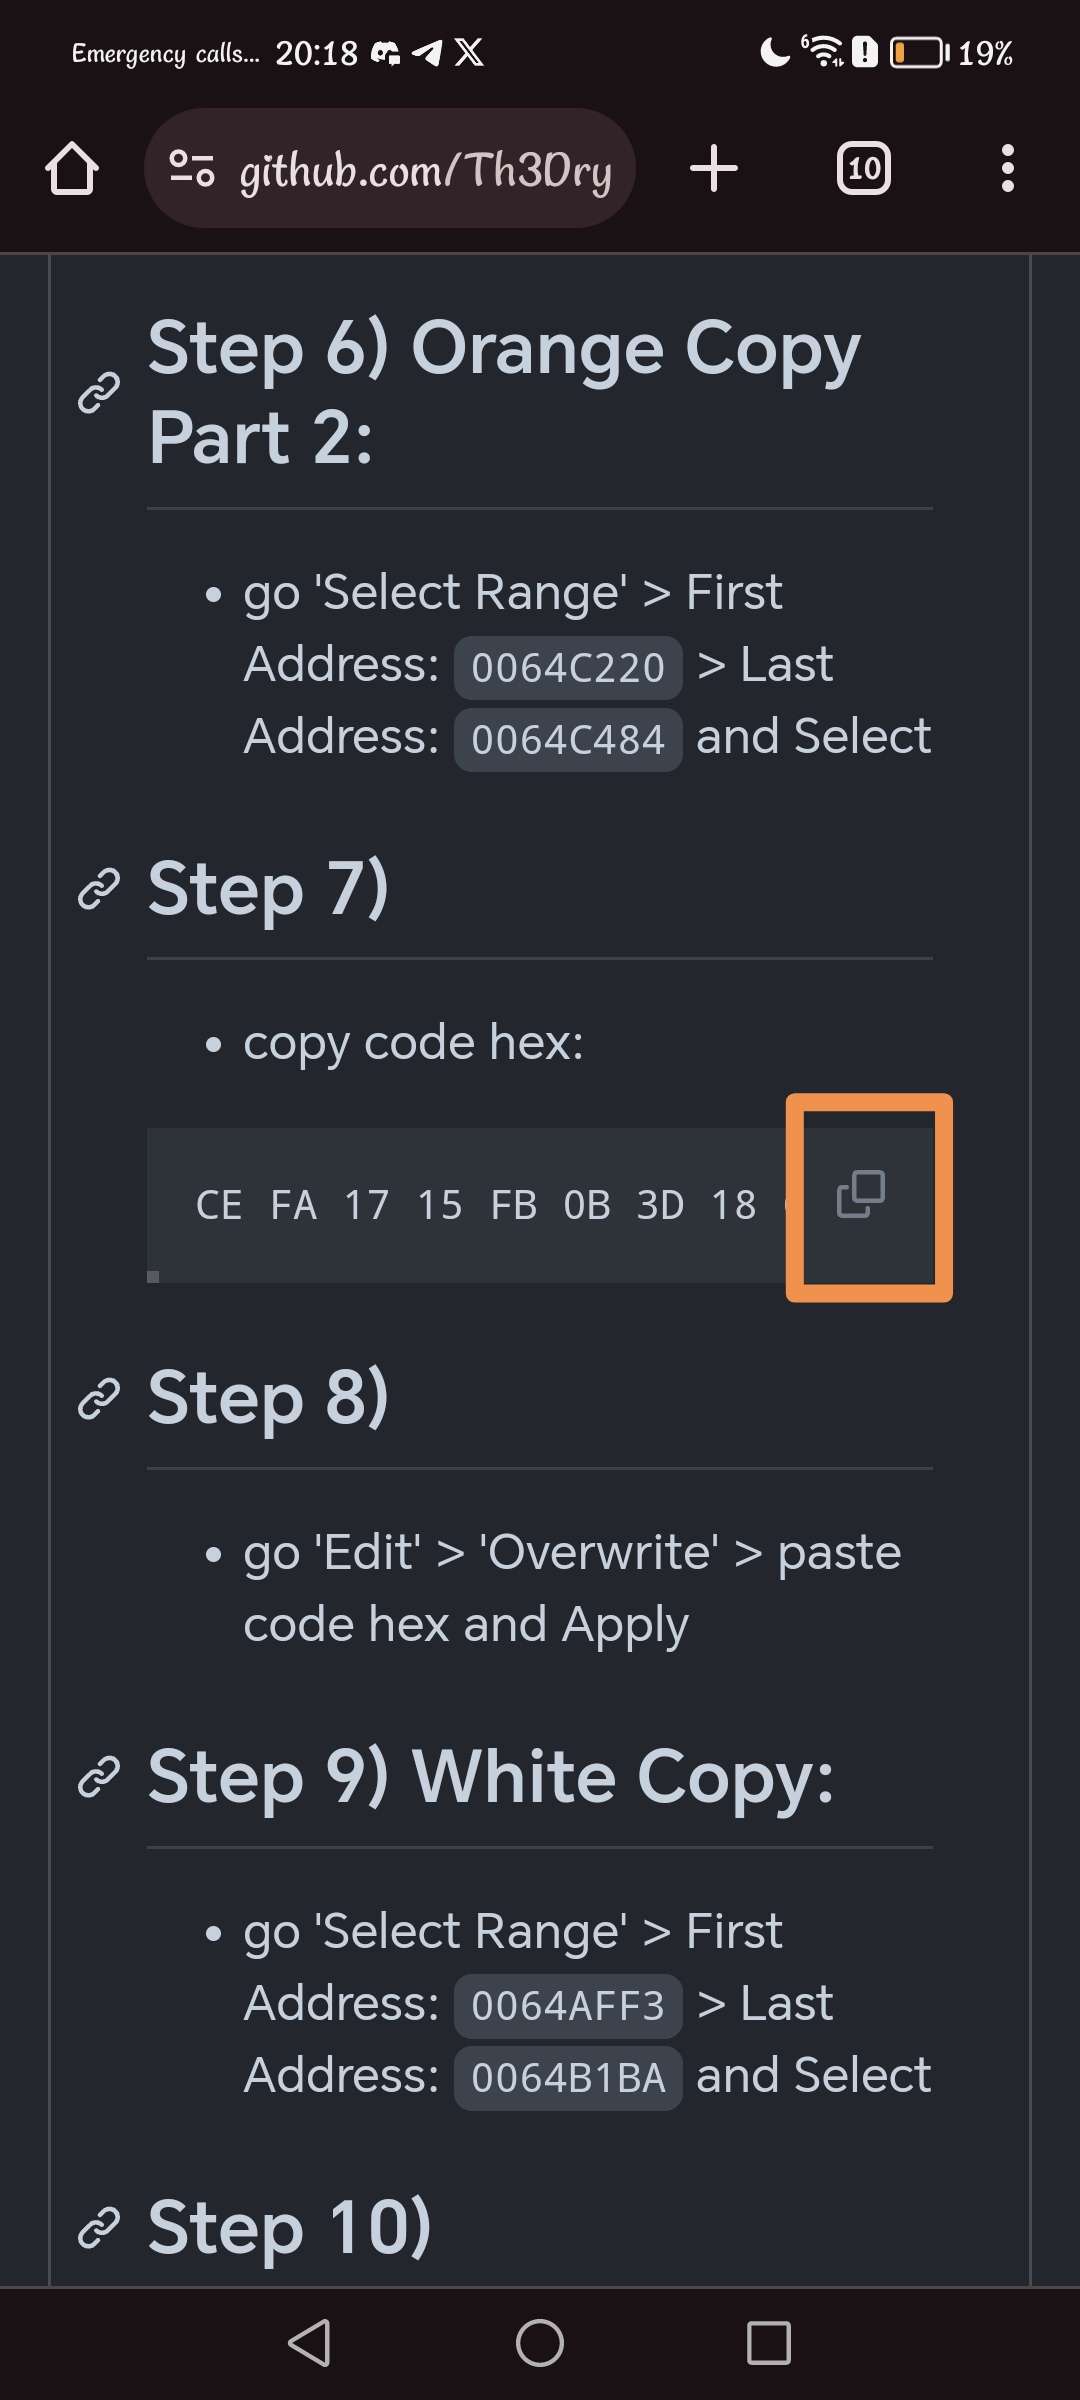 Emergency calls... 20:18 6 19%
github.com/Th3Dry 10
Step 6) Orange Copy
Part 2:
• go 'Select Range' > First
Address: 0064C220 > Last
Address: 0064C484 and Select
Step 7)
• copy code hex:
CE FA 17 15 FB 0B 3D 18
Step 8)
• go 'Edit' > 'Overwrite' > paste
code hex and Apply
Step 9) White Copy:
• go 'Select Range' > First
Address: 0064AFF3 > Last
Address: 0064B1BA and Select
Step 10)